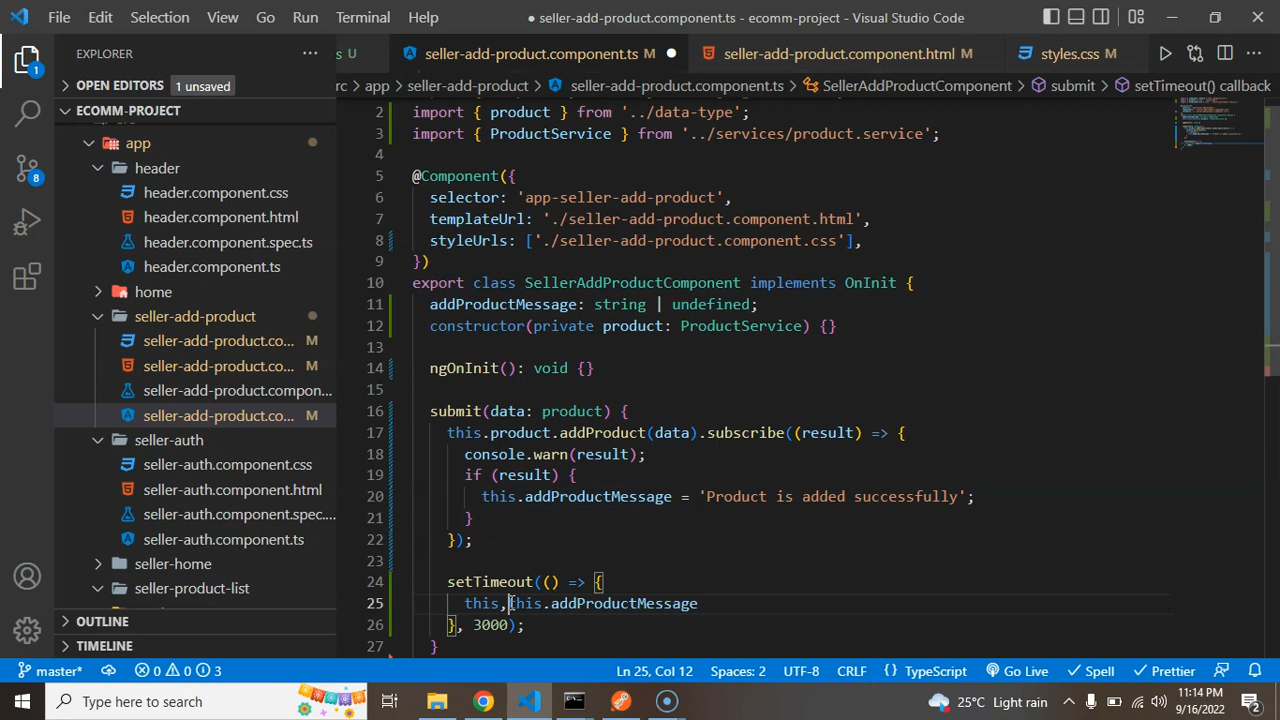 File Edit Selection View Go Run Terminal Help ● seller-add-product.component.ts - ecomm-project - Visual Studio Code
EXPLORER
s seller-add-product.component.ts M seller-add-product.component.html M styles.css M
OPEN EDITORS 1 unsaved
rc > app > seller-add-product > seller-add-product.component.ts > SellerAddProductComponent > submit > setTimeout() callback
ECOMM-PROJECT
app
header
header.component.css
header.component.html
header.component.spec.ts
header.component.ts
home
seller-add-product
seller-add-product.co... M
seller-add-product.co... M
seller-add-product.compon...
seller-add-product.co... M
seller-auth
seller-auth.component.css
seller-auth.component.html
seller-auth.component.spec....
seller-auth.component.ts
seller-home
seller-product-list
OUTLINE
TIMELINE
2 import { product } from '../data-type';
3 import { ProductService } from '../services/product.service';
4
5 @Component({
6 selector: 'app-seller-add-product',
7 templateUrl: './seller-add-product.component.html',
8 styleUrls: ['./seller-add-product.component.css'],
9 })
10 export class SellerAddProductComponent implements OnInit {
11 addProductMessage: string | undefined;
12 constructor(private product: ProductService) {}
13
14 ngOnInit(): void {}
15
16 submit(data: product) {
17 this.product.addProduct(data).subscribe((result) => {
18 console.warn(result);
19 if (result) {
20 this.addProductMessage = 'Product is added successfully';
21 }
22 });
23
24 setTimeout(() => {
25 this,this.addProductMessage
26 }, 3000);
27 }
1
8
master* 0 0 3 Ln 25, Col 12 Spaces: 2 UTF-8 CRLF TypeScript Go Live Spell Prettier
Type here to search 25°C Light rain 11:14 PM
9/16/2022 2